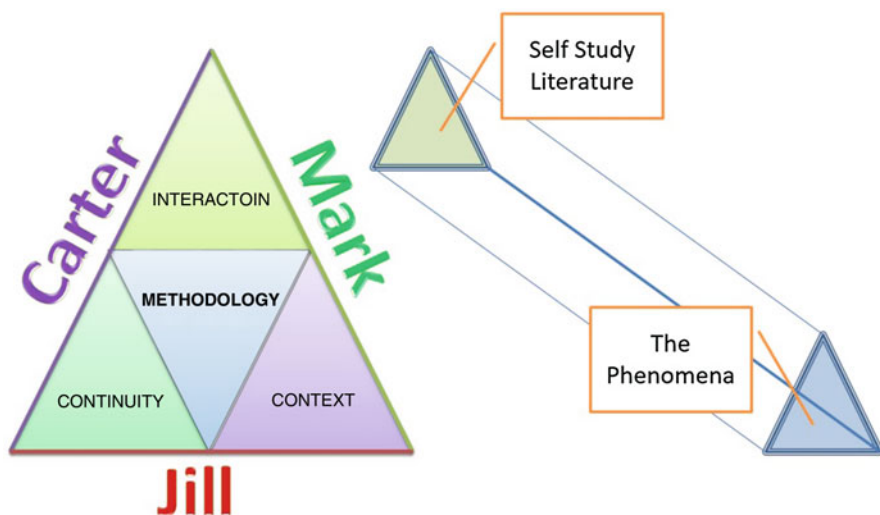 Carter
Mark
INTERACTOIN
METHODOLOGY
CONTINUITY
CONTEXT
Jill
Self Study
Literature
The
Phenomena